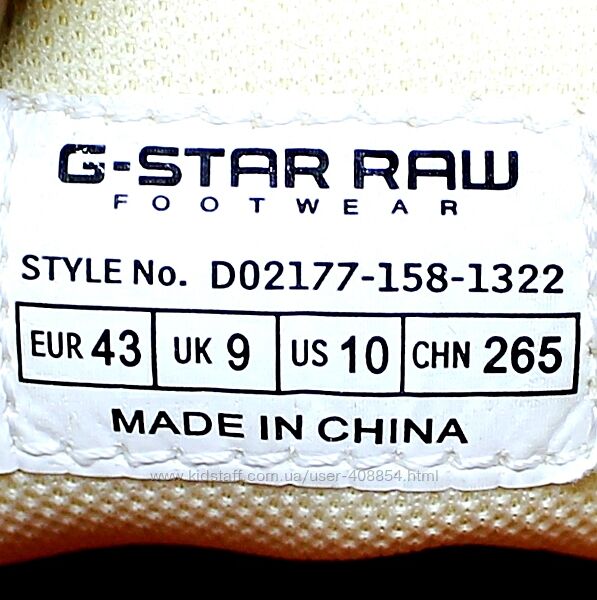 G-STAR RAW
FOOTWEAR
STYLE No. D02177-158-1322
EUR 43 UK 9 US 10 CHN 265
MADE IN CHINA
www.kidstaff.com.ua/user-408854.html